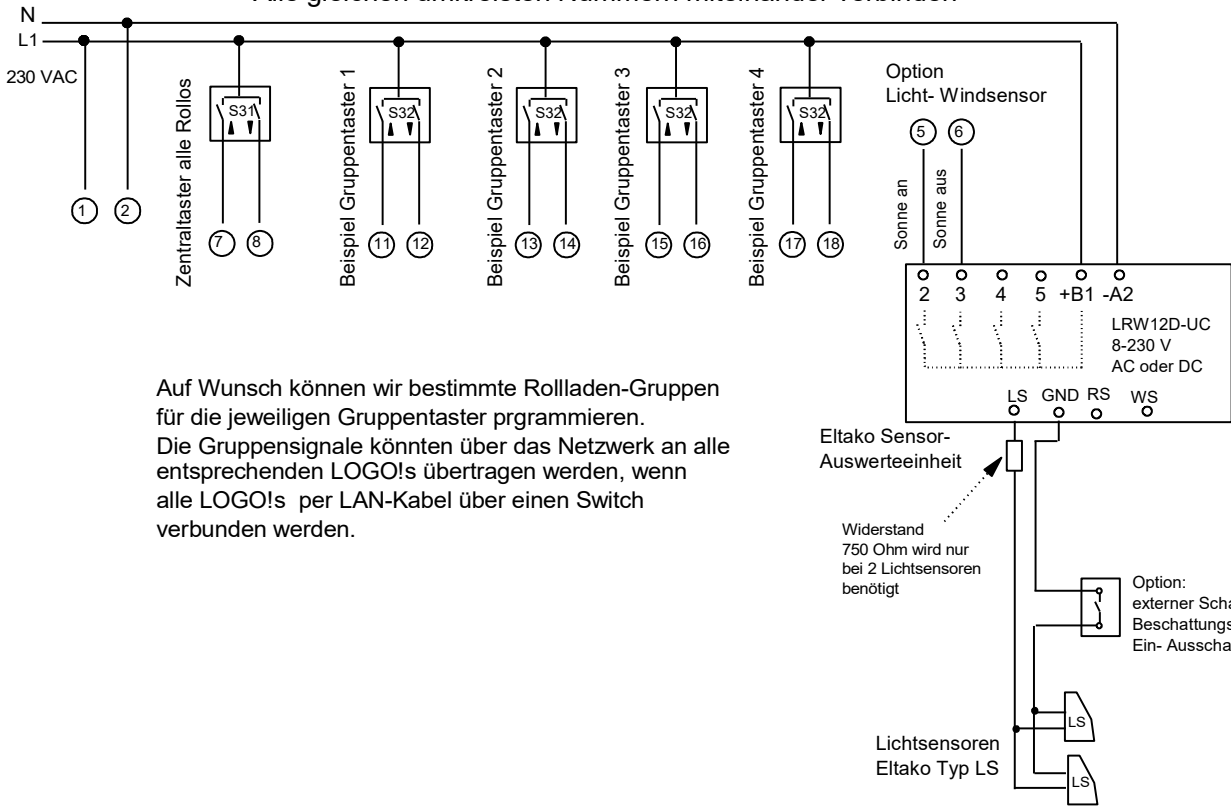 N
L1
230 VAC
1
2
Zentraltaster alle Rollos
S31
7
8
Beispiel Gruppentaster 1
S32
11
12
Beispiel Gruppentaster 2
S32
13
14
Beispiel Gruppentaster 3
S32
15
16
Beispiel Gruppentaster 4
S32
17
18
Option
Licht- Windsensor
5
6
Sonne an
Sonne aus
2 3 4 5 +B1 -A2
LRW12D-UC
8-230 V
AC oder DC
LS GND RS WS
Auf Wunsch können wir bestimmte Rollladen-Gruppen
für die jeweiligen Gruppentaster prgrammieren.
Die Gruppensignale könnten über das Netzwerk an alle
entsprechenden LOGO!s übertragen werden, wenn
alle LOGO!s per LAN-Kabel über einen Switch
verbunden werden.
Eltako Sensor-
Auswerteeinheit
Widerstand
750 Ohm wird nur
bei 2 Lichtsensoren
benötigt
Option:
externer Scha
Beschattungs
Ein- Ausscha
LS
Lichtsensoren
Eltako Typ LS
LS